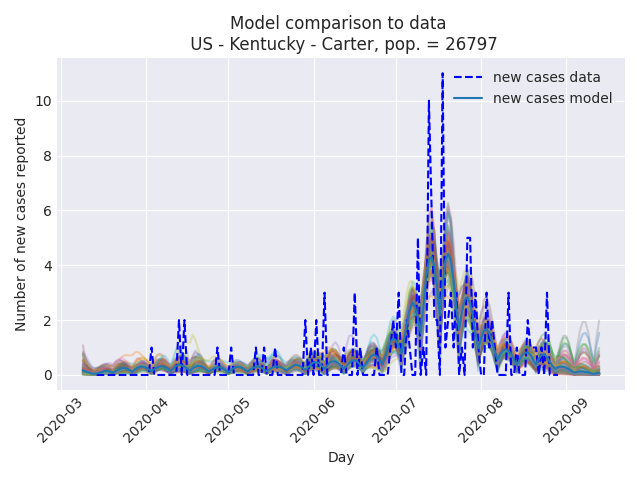 Model comparison to data
US - Kentucky - Carter, pop. = 26797
new cases data
new cases model
Number of new cases reported
10
8
6
4
2
0
2020-03
2020-04
2020-05
2020-06
2020-07
2020-08
2020-09
Day